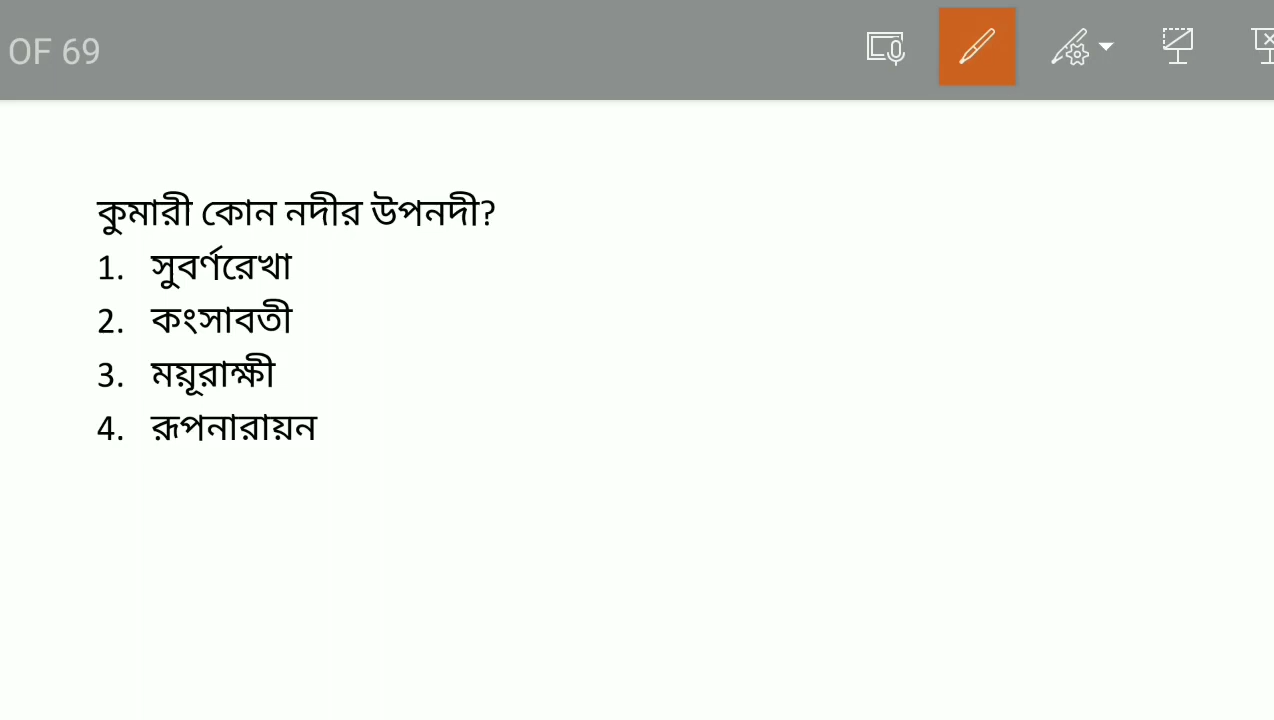 OF 69
কুমারী কোন নদীর উপনদী?
1. সুবর্ণরেখা
2. কংসাবতী
3. ময়ূরাক্ষী
4. রূপনারায়ন